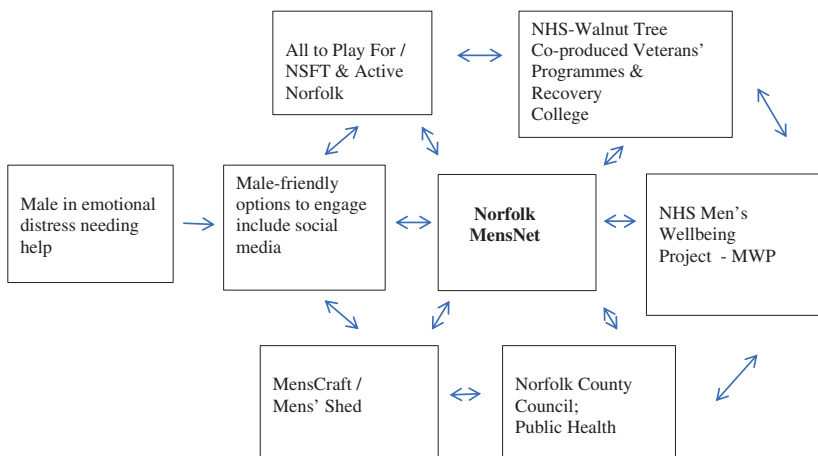 All to Play For /
NSFT & Active
Norfolk
NHS-Walnut Tree
Co-produced Veterans’
Programmes &
Recovery
College
Male in emotional
distress needing
help
Male-friendly
options to engage
include social
media
Norfolk
MensNet
NHS Men’s
Wellbeing
Project - MWP
MensCraft /
Mens’ Shed
Norfolk County
Council;
Public Health